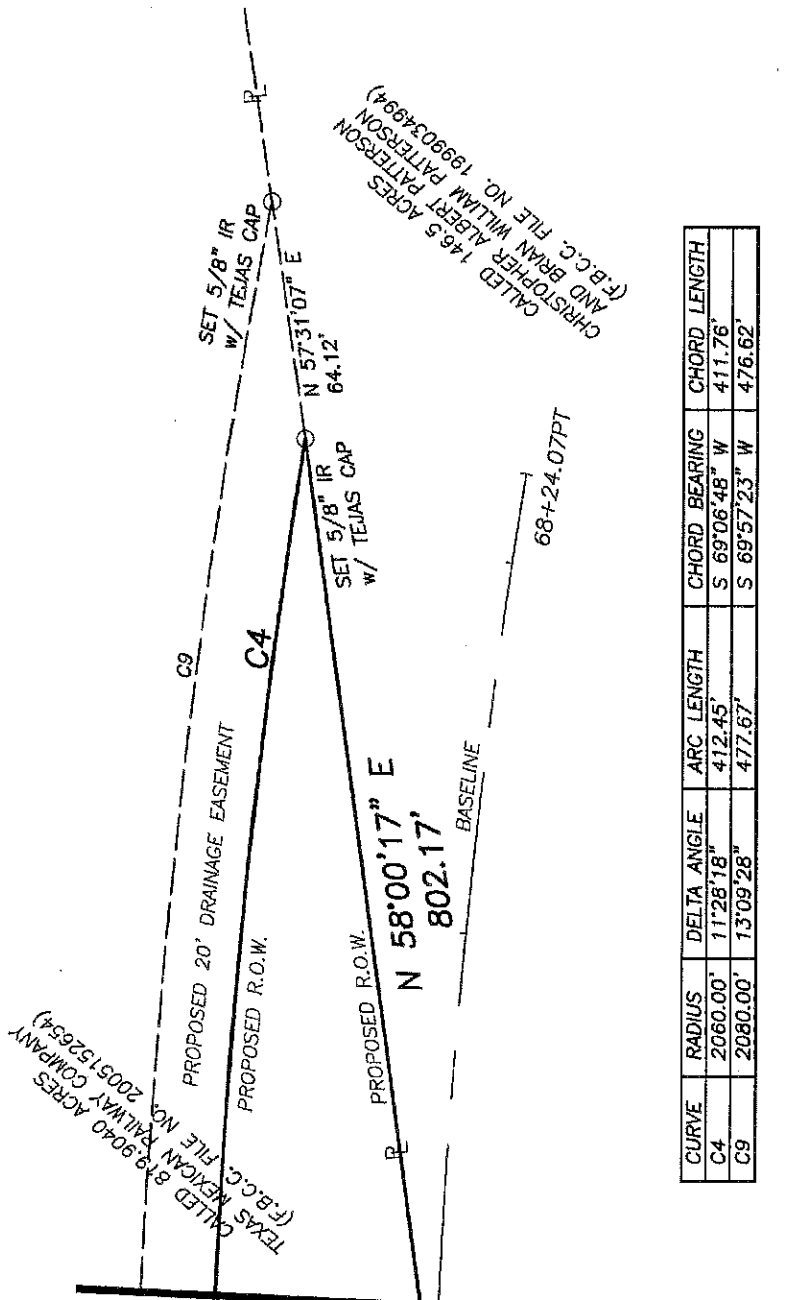 P̲L
SET 5/8" IR
w/ TEJAS CAP
N 57°31'07" E
64.12'
CALLED 146.5 ACRES
CHRISTOPHER ALBERT PATTERSON
AND BRIAN WILLIAM PATTERSON
(F.B.C.C. FILE NO. 1999034994)
SET 5/8" IR
w/ TEJAS CAP
68+24.07PT
C9
C4
PROPOSED 20' DRAINAGE EASEMENT
PROPOSED R.O.W.
N 58°00'17" E
802.17'
BASELINE
PROPOSED R.O.W.
PL
CALLED 879.9040 ACRES
TEXAS MEXICAN RAILWAY COMPANY
(F.B.C.C. FILE NO. 2005152654)
CURVE RADIUS DELTA ANGLE ARC LENGTH CHORD BEARING CHORD LENGTH
C4 2060.00' 11°28'18" 412.45' S 69°06'48" W 411.76'
C9 2080.00' 13°09'28" 477.67' S 69°57'23" W 476.62'